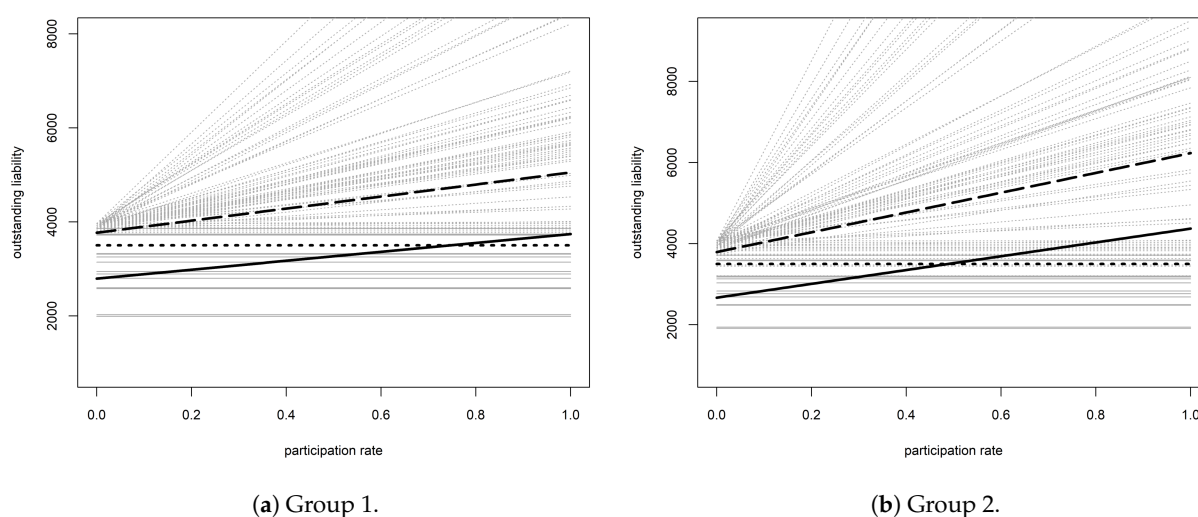 8000
6000
4000
2000
outstanding liability
0.0 0.2 0.4 0.6 0.8 1.0
participation rate
(a) Group 1.
8000
6000
4000
2000
outstanding liability
0.0 0.2 0.4 0.6 0.8 1.0
participation rate
(b) Group 2.